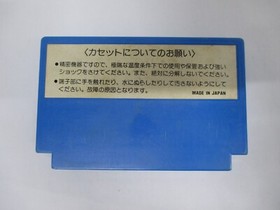 〈カセットについてのお願い〉
●精密機器ですので、極端な温度条件下での使用や保管および強い
ショックをさけてください。また、絶対に分解しないでください。
●端子部に手を触れたり、水にぬらしたりして汚さないようにして
ください。故障の原因となります。
MADE IN JAPAN